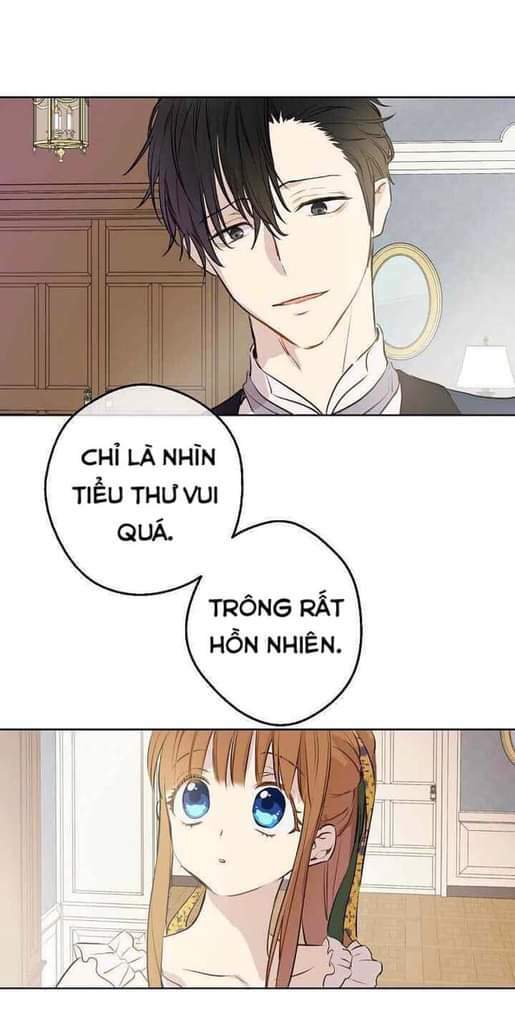 CHỈ LÀ NHÌN
TIỂU THƯ VUI
QUÁ.
TRÔNG RẤT
HỒN NHIÊN.